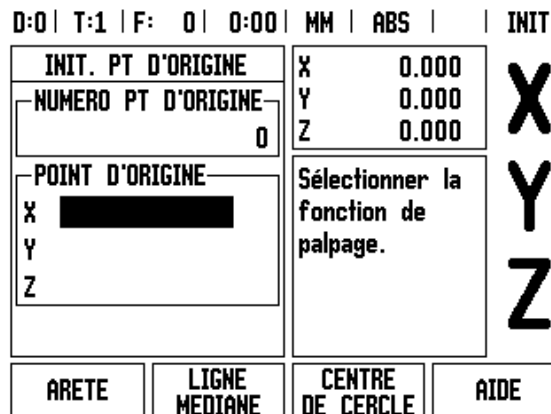 D:0 | T:1 | F: 0 | 0:00 | MM | ABS | | INIT
INIT. PT D'ORIGINE
NUMERO PT D'ORIGINE
0
POINT D'ORIGINE
X
Y
Z
X 0.000
Y 0.000
Z 0.000
Sélectionner la
fonction de
palpage.
X
Y
Z
ARETE
LIGNE
MEDIANE
CENTRE
DE CERCLE
AIDE